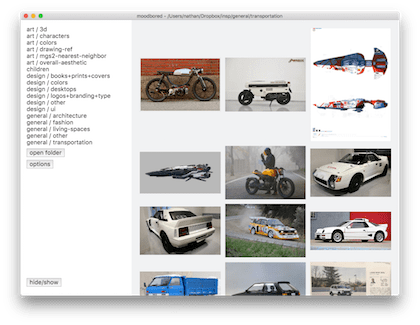 moodbored - /Users/nathan/Dropbox/insp/general/transportation
art / 3d
art / characters
art / colors
art / drawing-ref
art / mgs2-nearest-neighbor
art / overall-aesthetic
children
design / books+prints+covers
design / colors
design / desktops
design / logos+branding+type
design / other
design / ui
general / architecture
general / fashion
general / living-spaces
general / other
general / transportation
open folder
options
hide/show